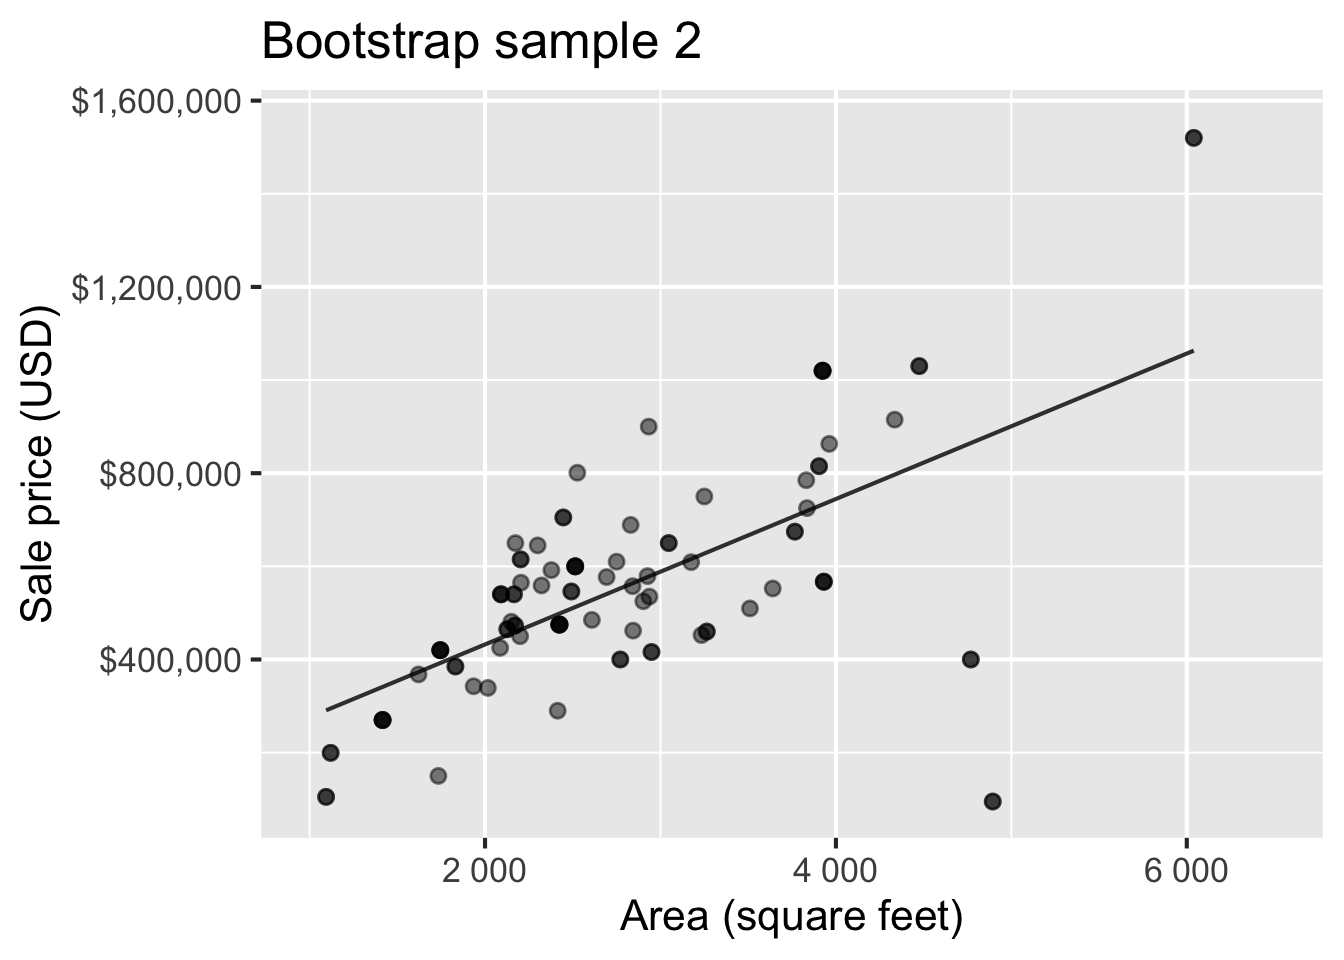 Bootstrap sample 2
$1,600,000
$1,200,000
$800,000
$400,000
Sale price (USD)
2 000 4 000 6 000
Area (square feet)